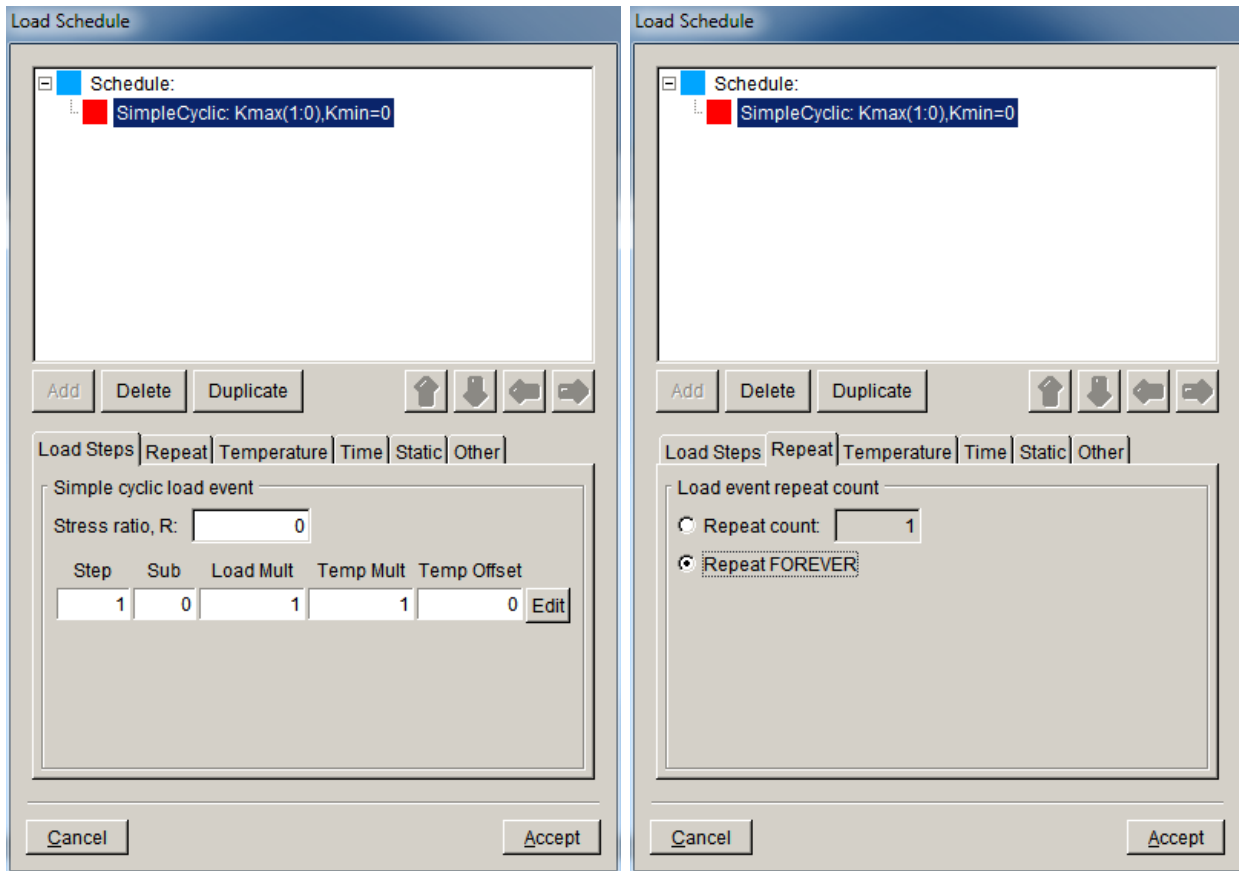 Load Schedule
Schedule:
SimpleCyclic: Kmax(1:0),Kmin=0
Add Delete Duplicate
Load Steps Repeat Temperature Time Static Other
Simple cyclic load event
Stress ratio, R: 0
Step Sub Load Mult Temp Mult Temp Offset
1 0 1 1 0 Edit
Cancel Accept
Load Schedule
Schedule:
SimpleCyclic: Kmax(1:0),Kmin=0
Add Delete Duplicate
Load Steps Repeat Temperature Time Static Other
Load event repeat count
Repeat count: 1
Repeat FOREVER
Cancel Accept